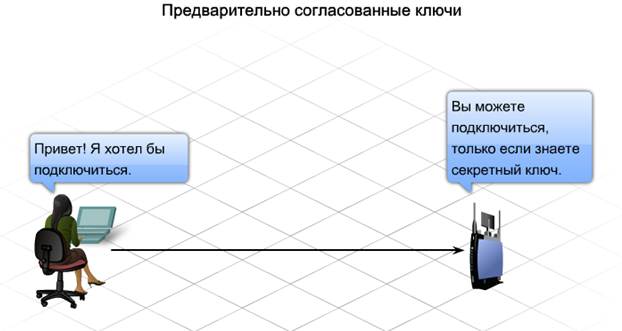 Предварительно согласованные ключи
Привет! Я хотел бы
подключиться.
Вы можете
подключиться,
только если знаете
секретный ключ.